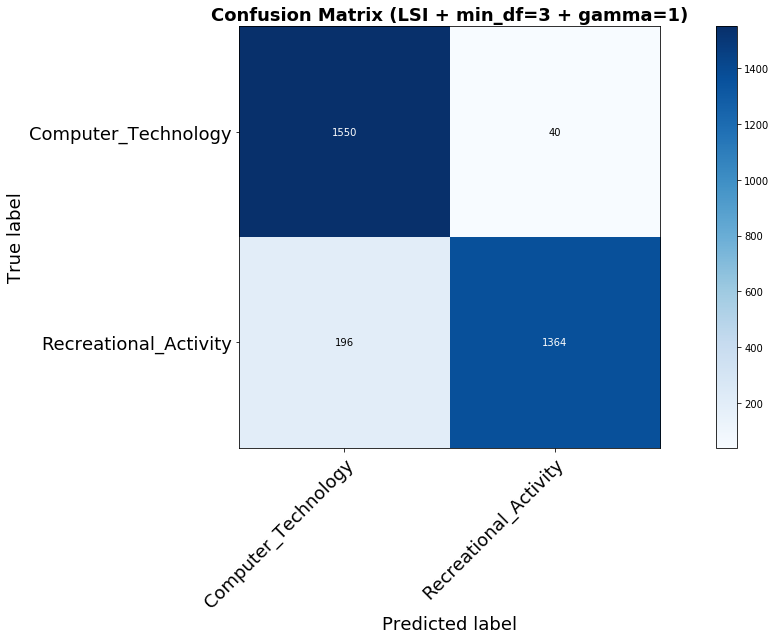 Confusion Matrix (LSI + min_df=3 + gamma=1)
True label
Computer_Technology
1550
40
Recreational_Activity
196
1364
Computer_Technology
Recreational_Activity
Predicted label
1400
1200
1000
800
600
400
200